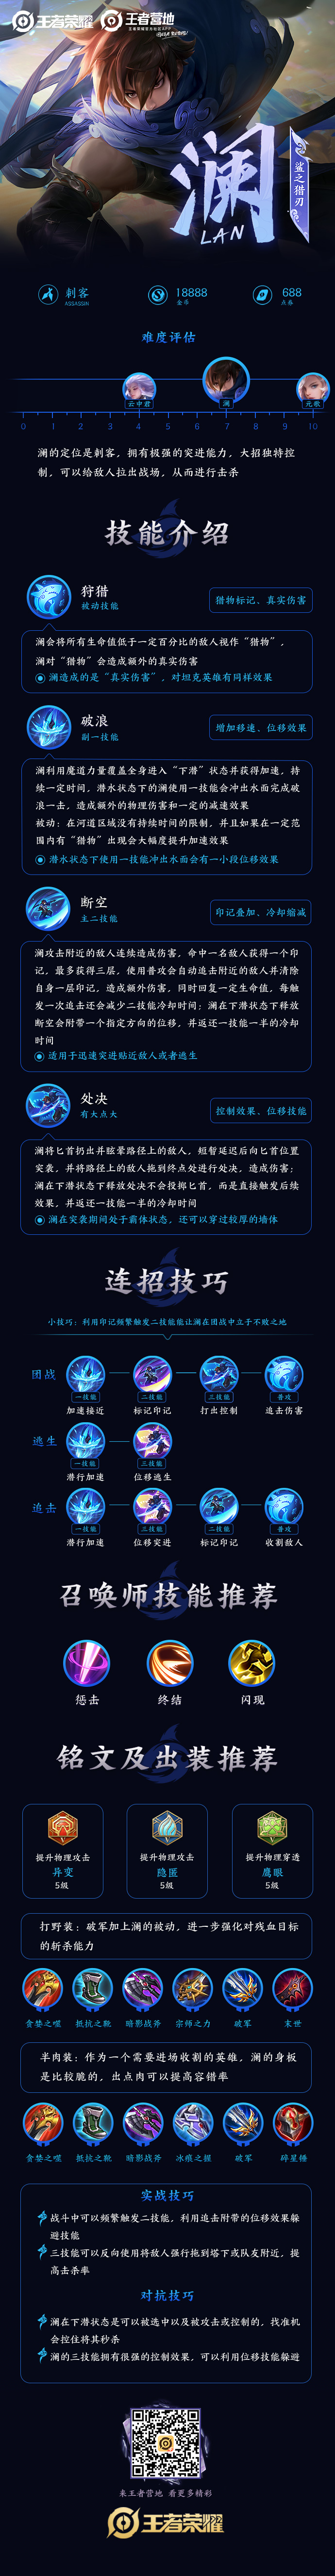 王者荣耀 王者营地
王者荣耀官方社区APP
澜
LAN
鲨之猎刃
刺客
ASSASSIN
18888
金币
688
点券
难度评估
云中君 澜 元歌
0 1 2 3 4 5 6 7 8 9 10
澜的定位是刺客，拥有极强的突进能力，大招独特控
制，可以给敌人拉出战场，从而进行击杀
技能介绍
狩猎
被动技能
猎物标记、真实伤害
澜会将所有生命值低于一定百分比的敌人视作“猎物”，
澜对“猎物”会造成额外的真实伤害
澜造成的是“真实伤害”，对坦克英雄有同样效果
破浪
副一技能
增加移速、位移效果
澜利用魔道力量覆盖全身进入“下潜”状态并获得加速，持
续一定时间，潜水状态下的澜使用一技能会冲出水面完成破
浪一击，造成额外的物理伤害和一定的减速效果
被动：在河道区域没有持续时间的限制，并且如果在一定范
围内有“猎物”出现会大幅度提升加速效果
潜水状态下使用一技能冲出水面会有一小段位移效果
断空
主二技能
印记叠加、冷却缩减
澜攻击附近的敌人连续造成伤害，命中一名敌人获得一个印
记，最多获得三层，使用普攻会自动追击附近的敌人并清除
自身一层印记，造成额外伤害，同时回复一定生命值，每触
发一次追击还会减少二技能冷却时间；澜在下潜状态下释放
断空会附带一个指定方向的位移，并返还一技能一半的冷却
时间
适用于迅速突进贴近敌人或者逃生
处决
有大点大
控制效果、位移技能
澜将匕首扔出并眩晕路径上的敌人，短暂延迟后向匕首位置
突袭，并将路径上的敌人拖到终点处进行处决，造成伤害；
澜在下潜状态下释放处决不会投掷匕首，而是直接触发后续
效果，并返还一技能一半的冷却时间
澜在突袭期间处于霸体状态，还可以穿过较厚的墙体
连招技巧
小技巧：利用印记频繁触发二技能能让澜在团战中立于不败之地
团战
一技能 二技能 三技能 普攻
加速接近 标记印记 打出控制 追击伤害
逃生
一技能 三技能
潜行加速 位移逃生
追击
一技能 三技能 二技能 普攻
潜行加速 位移突进 标记印记 收割敌人
召唤师技能推荐
惩击 终结 闪现
铭文及出装推荐
提升物理攻击 提升物理攻击 提升物理穿透
异变 隐匿 鹰眼
5级 5级 5级
打野装：破军加上澜的被动，进一步强化对残血目标
的斩杀能力
贪婪之噬 抵抗之靴 暗影战斧 宗师之力 破军 末世
半肉装：作为一个需要进场收割的英雄，澜的身板
是比较脆的，出点肉可以提高容错率
贪婪之噬 抵抗之靴 暗影战斧 冰痕之握 破军 碎星锤
实战技巧
战斗中可以频繁触发二技能，利用追击附带的位移效果躲
避技能
三技能可以反向使用将敌人强行拖到塔下或队友附近，提
高击杀率
对抗技巧
澜在下潜状态是可以被选中以及被攻击或控制的，找准机
会控住将其秒杀
澜的三技能拥有很强的控制效果，可以利用位移技能躲避
来王者营地 看更多精彩
王者荣耀